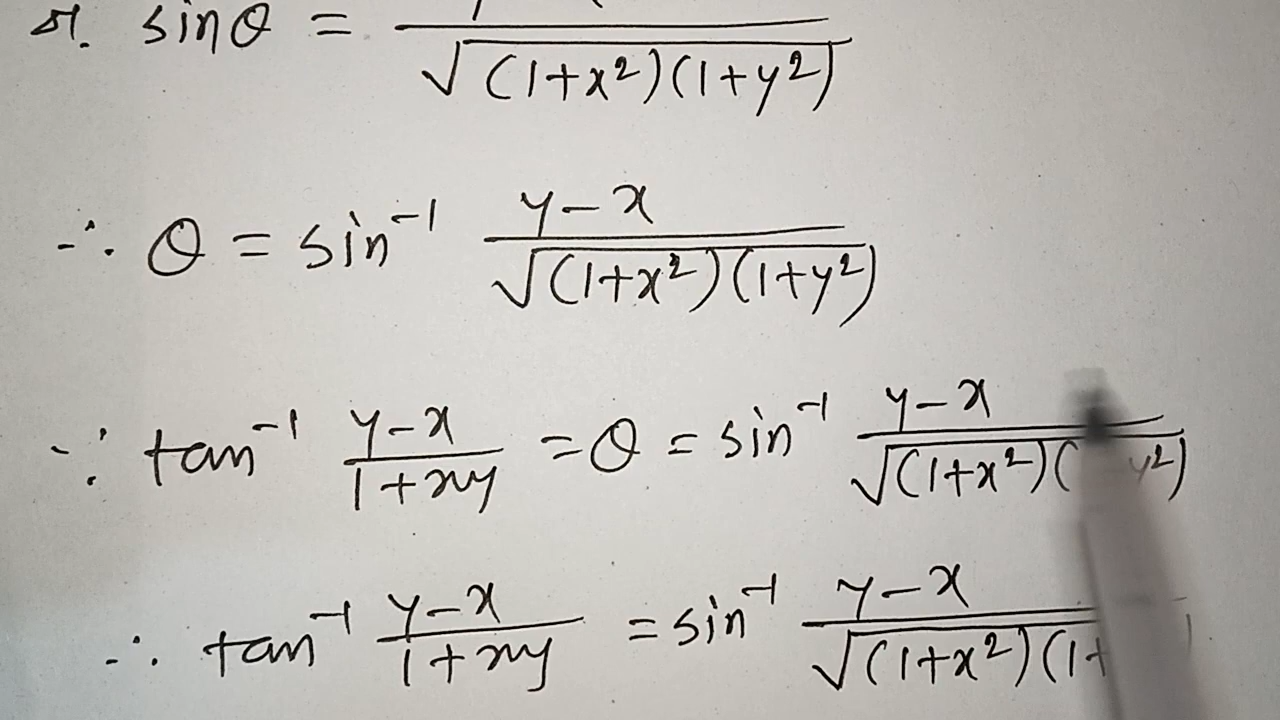 বা. sinθ = ———/√((1+x²)(1+y²))
∴ θ = sin⁻¹ (y−x)/√((1+x²)(1+y²))
∵ tan⁻¹ (y−x)/(1+xy) = θ = sin⁻¹ (y−x)/√((1+x²)( y²)
∴ tan⁻¹ (y−x)/(1+xy) = sin⁻¹ (y−x)/√((1+x²)(1+